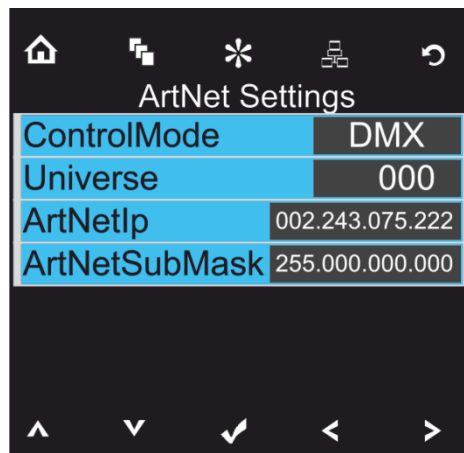 ArtNet Settings
ControlMode DMX
Universe 000
ArtNetIp 002.243.075.222
ArtNetSubMask 255.000.000.000